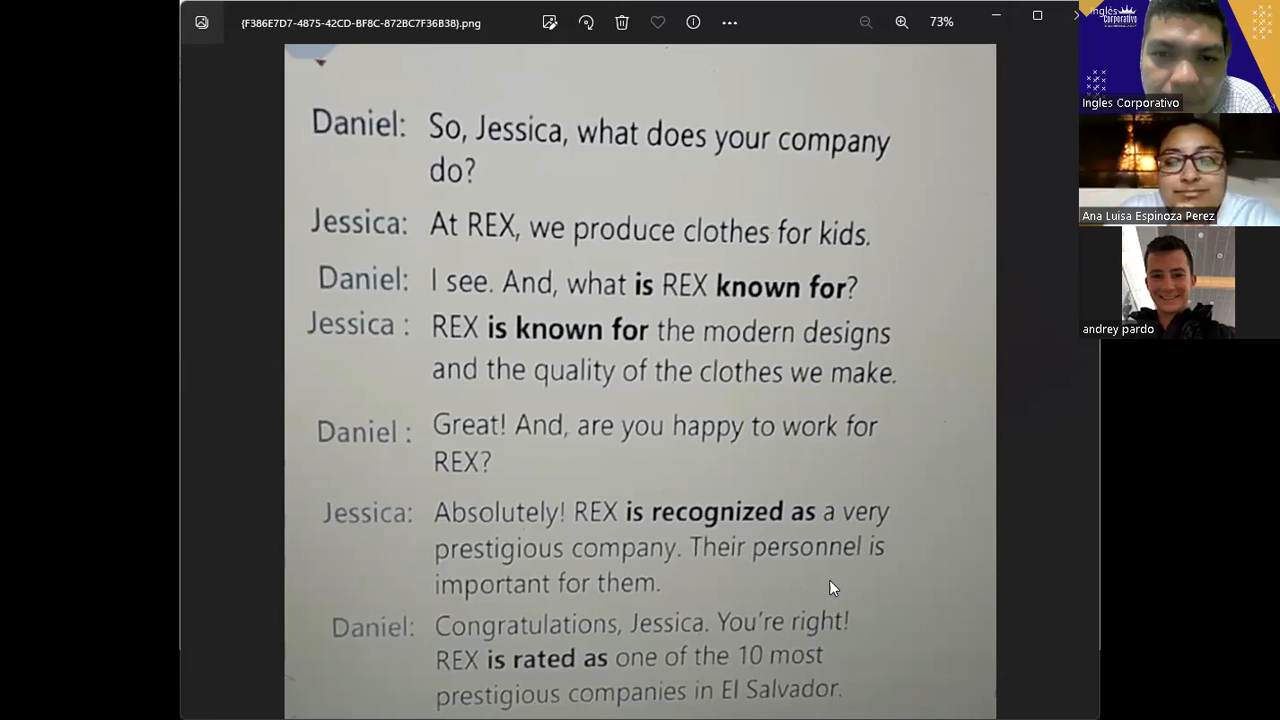 {F386E7D7-4875-42CD-BF8C-872BC7F36B38}.png
73%
Inglés
Corporativo
Ingles Corporativo
Ana Luisa Espinoza Perez
andrey pardo
Daniel: So, Jessica, what does your company
do?
Jessica: At REX, we produce clothes for kids.
Daniel: I see. And, what is REX known for?
Jessica : REX is known for the modern designs
and the quality of the clothes we make.
Daniel : Great! And, are you happy to work for
REX?
Jessica: Absolutely! REX is recognized as a very
prestigious company. Their personnel is
important for them.
Daniel: Congratulations, Jessica. You're right!
REX is rated as one of the 10 most
prestigious companies in El Salvador.